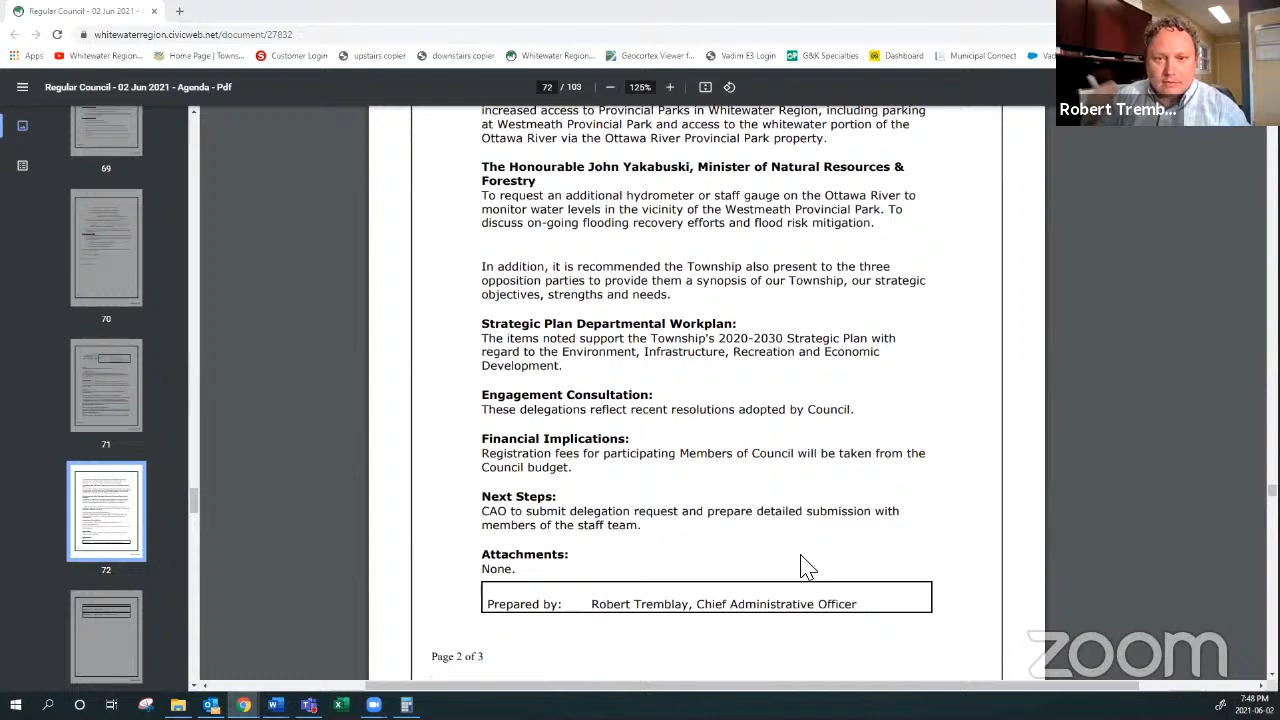 Regular Council - 02 Jun 2021 -
whitewaterregion.civicweb.net/document/27832
Apps
Youtube
Whitewater Region -
Home Page | Towns...
Customer Login
upstairs copier
downstairs copier
Whitewater Region...
Geocortex Viewer f...
Vadim E3 Login
G&K Specialties
Dashboard
Municipal Connect
Regular Council - 02 Jun 2021 - Agenda - Pdf
72 / 103
125%
Robert Tremb...
increased access to Provincial Parks in Whitewater Region, including parking
at Westmeath Provincial Park and access to the whitewater portion of the
Ottawa River via the Ottawa River Provincial Park property.
The Honourable John Yakabuski, Minister of Natural Resources &
Forestry
To request an additional hydrometer or staff gauge on the Ottawa River to
monitor water levels in the vicinity of the Westmeath Provincial Park. To
discuss on-going flooding recovery efforts and flood risk mitigation.
In addition, it is recommended the Township also present to the three
opposition parties to provide them a synopsis of our Township, our strategic
objectives, strengths and needs.
Strategic Plan Departmental Workplan:
The items noted support the Township's 2020-2030 Strategic Plan with
regard to the Environment, Infrastructure, Recreation and Economic
Development.
Engagement Consultation:
These delegations reflect recent resolutions adopted by Council.
Financial Implications:
Registration fees for participating Members of Council will be taken from the
Council budget.
Next Steps:
CAO to submit delegation request and prepare detailed submission with
members of the staff team.
Attachments:
None.
Prepared by: Robert Tremblay, Chief Administrative Officer
Page 2 of 3
69
70
71
72
zoom
7:48 PM
2021-06-02